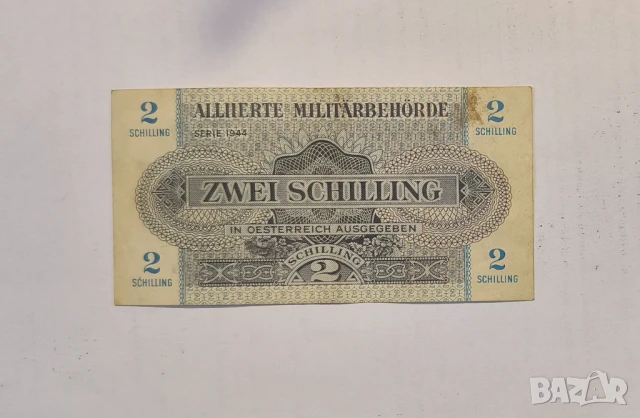 2 ALLIIERTE MILITÄRBEHÖRDE 2
SCHILLING SERIE 1944 SCHILLING
ZWEI SCHILLING
IN OESTERREICH AUSGEGEBEN
2 SCHILLING 2
SCHILLING 2 SCHILLING
BAZAR